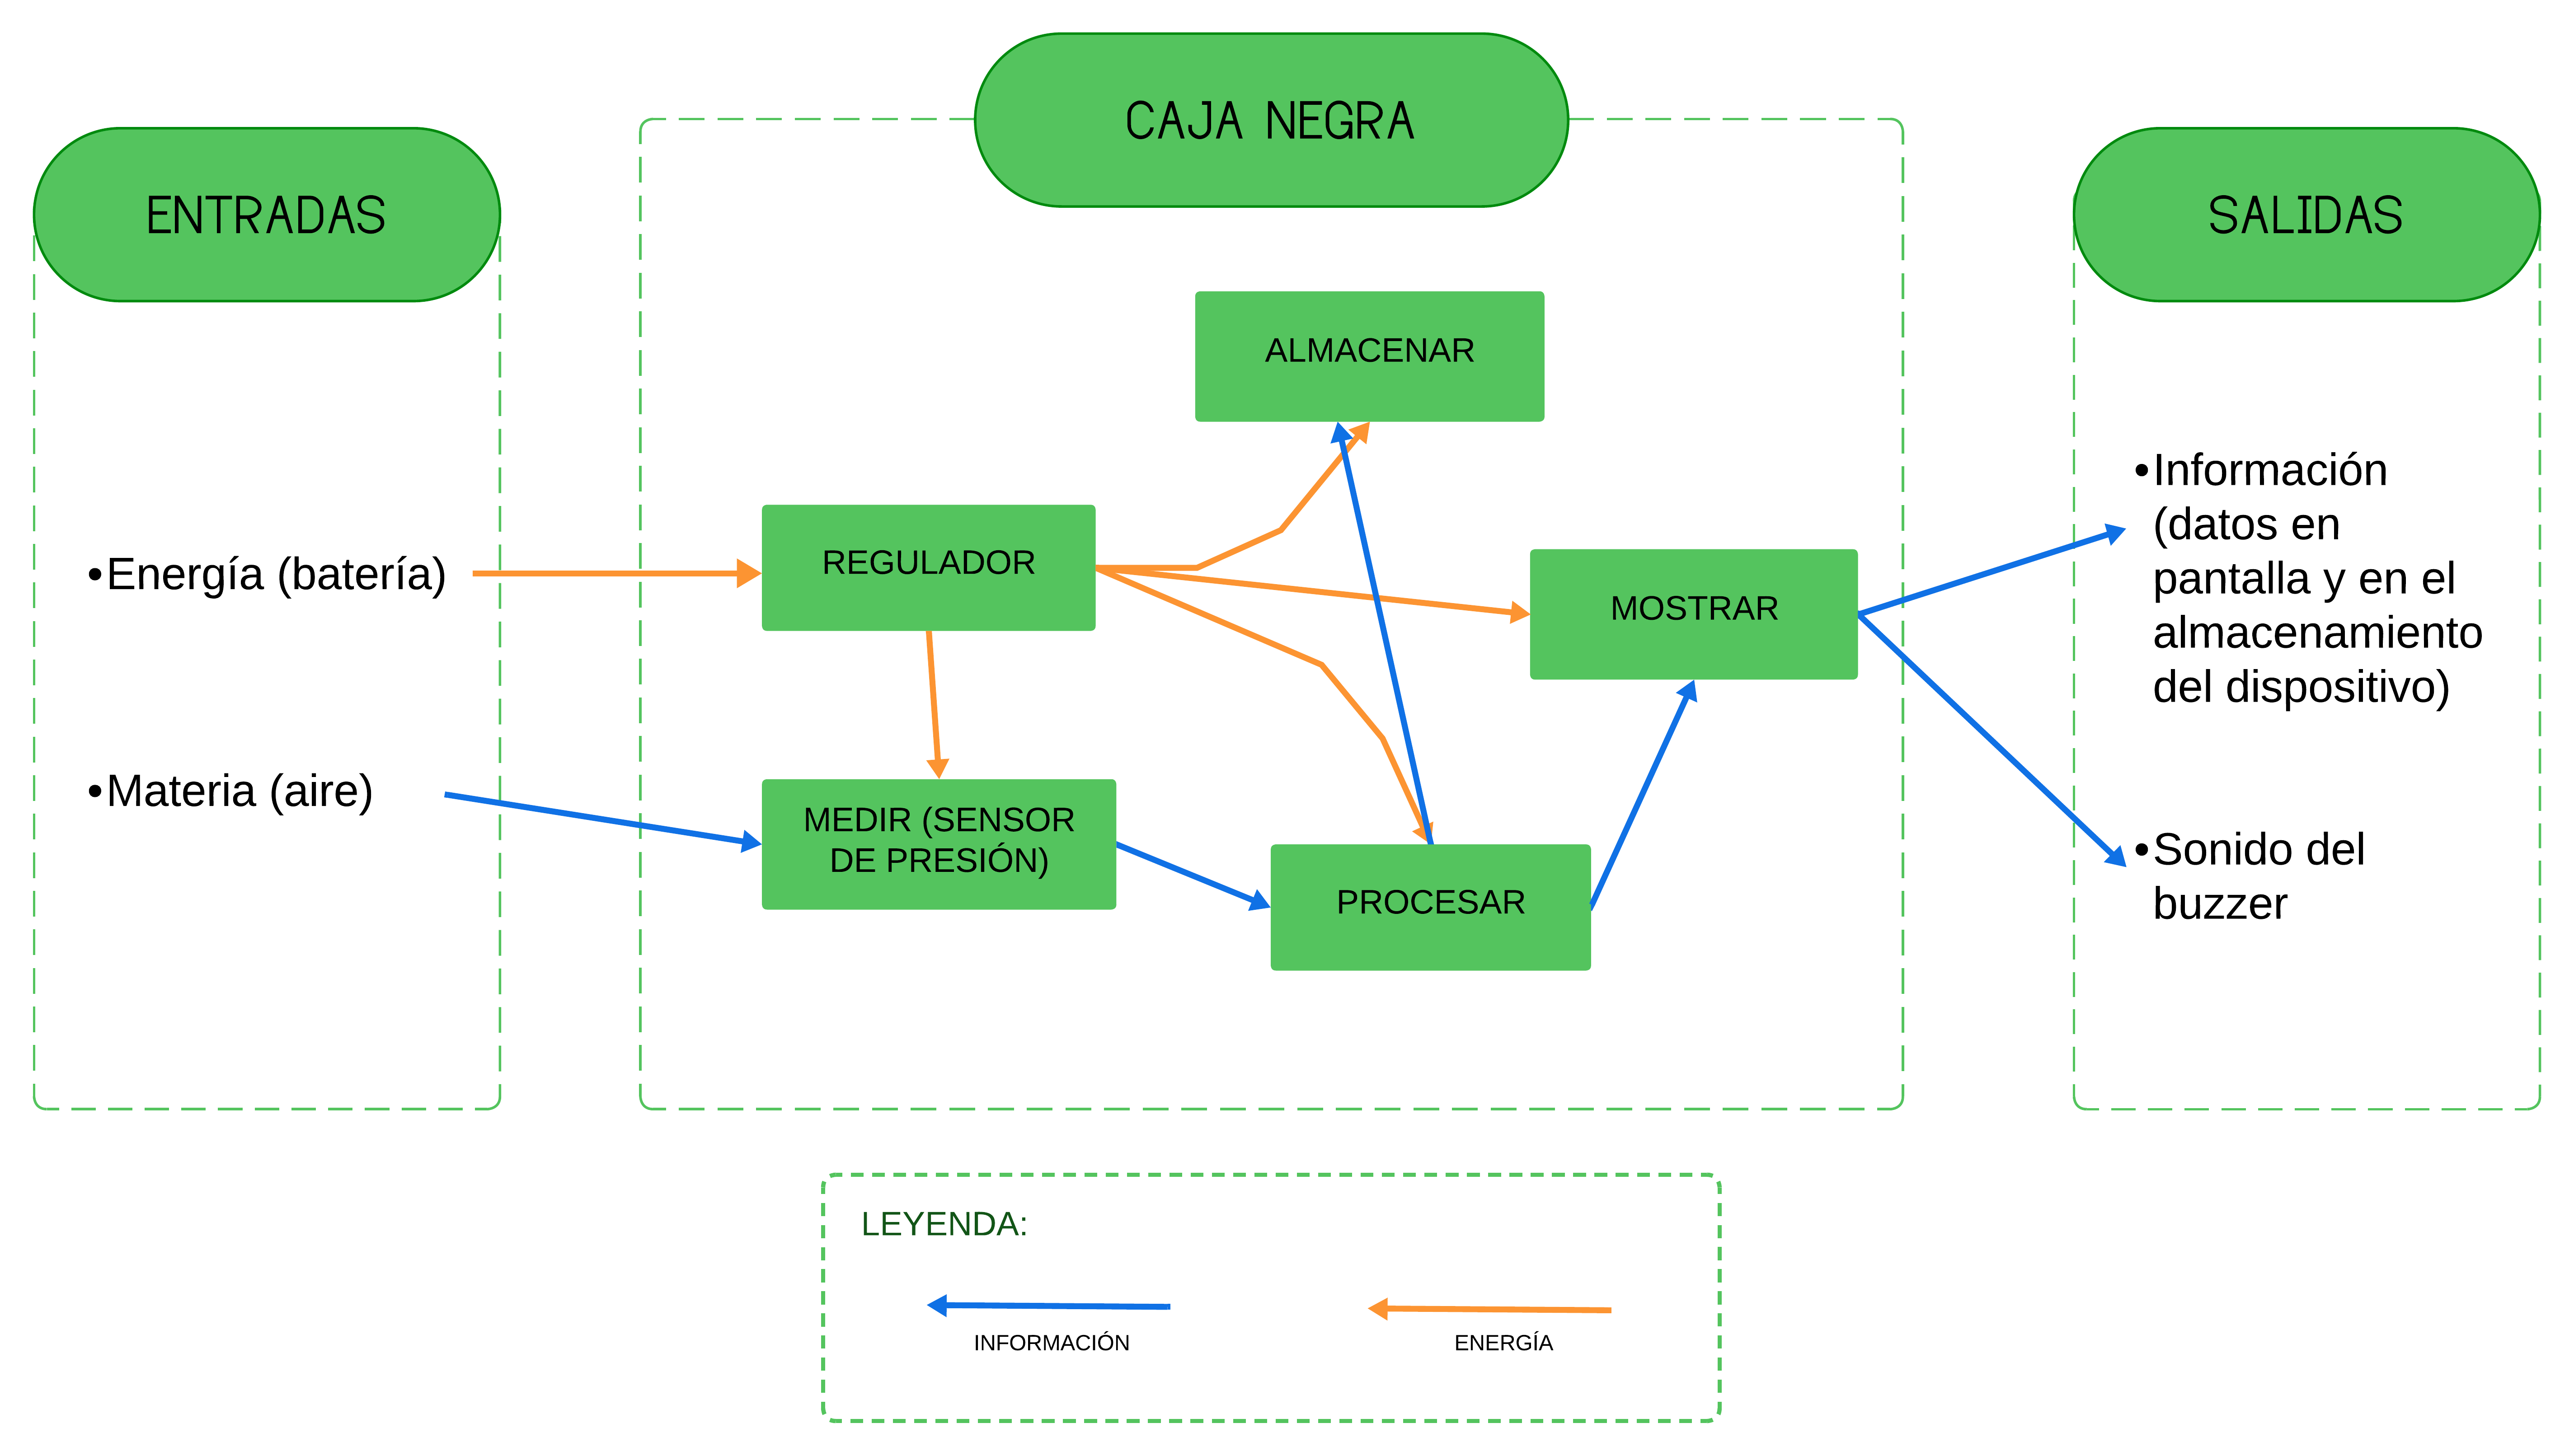 CAJA NEGRA
ENTRADAS
SALIDAS
ALMACENAR
•Información
(datos en
pantalla y en el
almacenamiento
del dispositivo)
•Energía (batería)
REGULADOR
MOSTRAR
•Materia (aire)
MEDIR (SENSOR
DE PRESIÓN)
PROCESAR
•Sonido del
buzzer
LEYENDA:
INFORMACIÓN
ENERGÍA